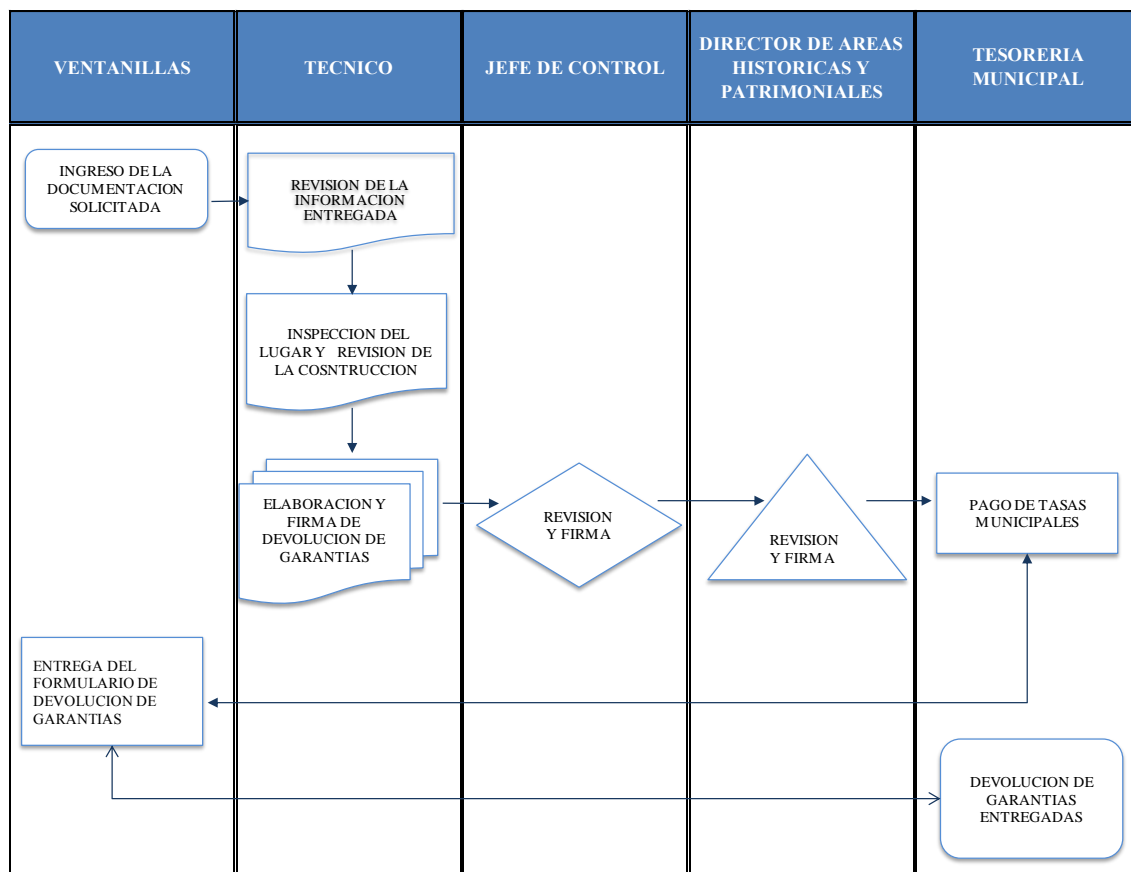 VENTANILLAS
TECNICO
JEFE DE CONTROL
DIRECTOR DE AREAS
HISTORICAS Y
PATRIMONIALES
TESORERIA
MUNICIPAL
INGRESO DE LA
DOCUMENTACION
SOLICITADA
REVISION DE LA
INFORMACION
ENTREGADA
INSPECCION DEL
LUGAR Y REVISION DE
LA COSNTRUCCION
ELABORACION Y
FIRMA DE
DEVOLUCION DE
GARANTIAS
REVISION
Y FIRMA
REVISION
Y FIRMA
PAGO DE TASAS
MUNICIPALES
ENTREGA DEL
FORMULARIO DE
DEVOLUCION DE
GARANTIAS
DEVOLUCION DE
GARANTIAS
ENTREGADAS